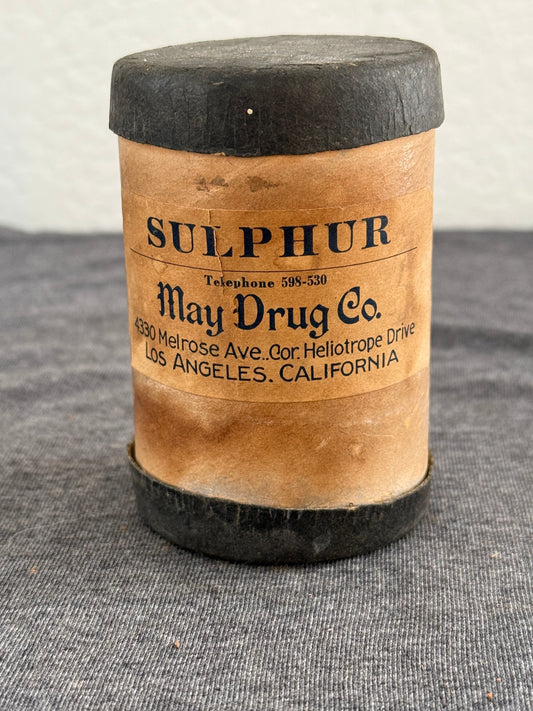 SULPHUR
Telephone 598-530
May Drug Co.
4330 Melrose Ave..Cor. Heliotrope Drive
LOS ANGELES. CALIFORNIA